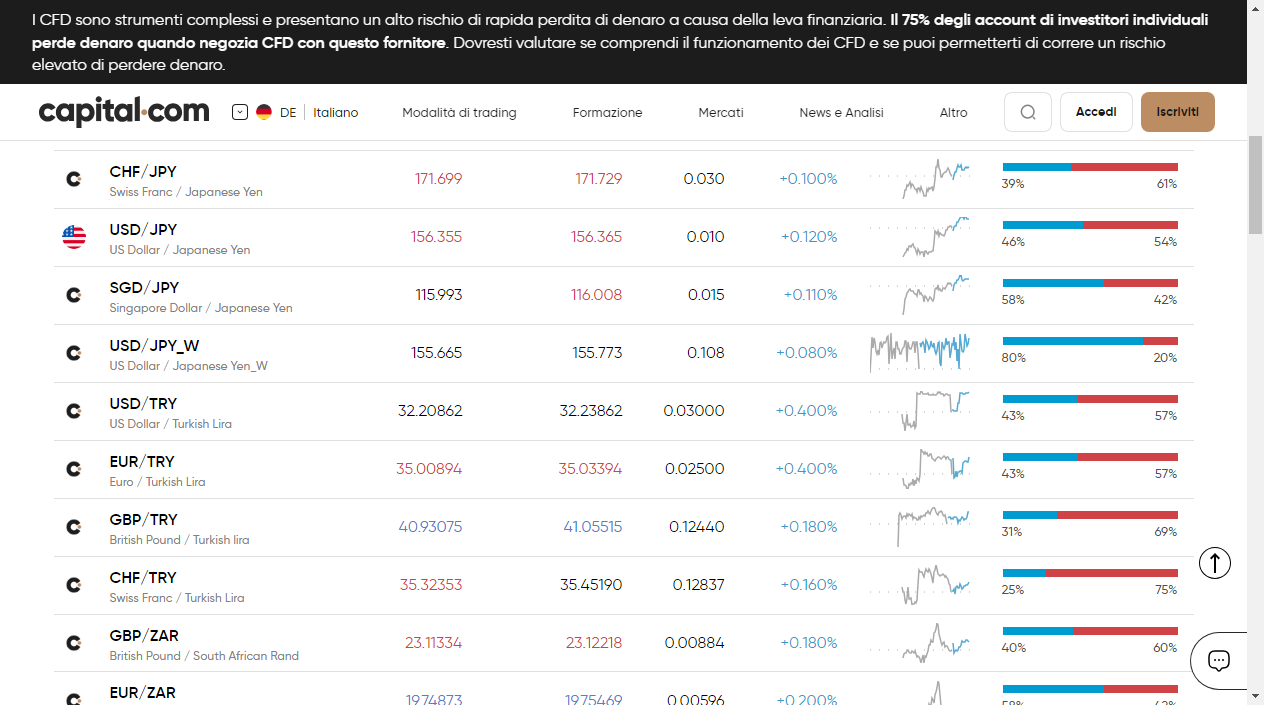 I CFD sono strumenti complessi e presentano un alto rischio di rapida perdita di denaro a causa della leva finanziaria. Il 75% degli account di investitori individuali
perde denaro quando negozia CFD con questo fornitore. Dovresti valutare se comprendi il funzionamento dei CFD e se puoi permetterti di correre un rischio
elevato di perdere denaro.
capital.com DE Italiano Modalità di trading Formazione Mercati News e Analisi Altro Accedi Iscriviti
CHF/JPY 171.699 171.729 0.030 +0.100%
Swiss Franc / Japanese Yen 39% 61%
USD/JPY 156.355 156.365 0.010 +0.120%
US Dollar / Japanese Yen 46% 54%
SGD/JPY 115.993 116.008 0.015 +0.110%
Singapore Dollar / Japanese Yen 58% 42%
USD/JPY_W 155.665 155.773 0.108 +0.080%
US Dollar / Japanese Yen_W 80% 20%
USD/TRY 32.20862 32.23862 0.03000 +0.400%
US Dollar / Turkish Lira 43% 57%
EUR/TRY 35.00894 35.03394 0.02500 +0.400%
Euro / Turkish Lira 43% 57%
GBP/TRY 40.93075 41.05515 0.12440 +0.180%
British Pound / Turkish lira 31% 69%
CHF/TRY 35.32353 35.45190 0.12837 +0.160%
Swiss Franc / Turkish Lira 25% 75%
GBP/ZAR 23.11334 23.12218 0.00884 +0.180%
British Pound / South African Rand 40% 60%
EUR/ZAR 19.74873 19.75469 0.00596 +0.200%
58% 42%